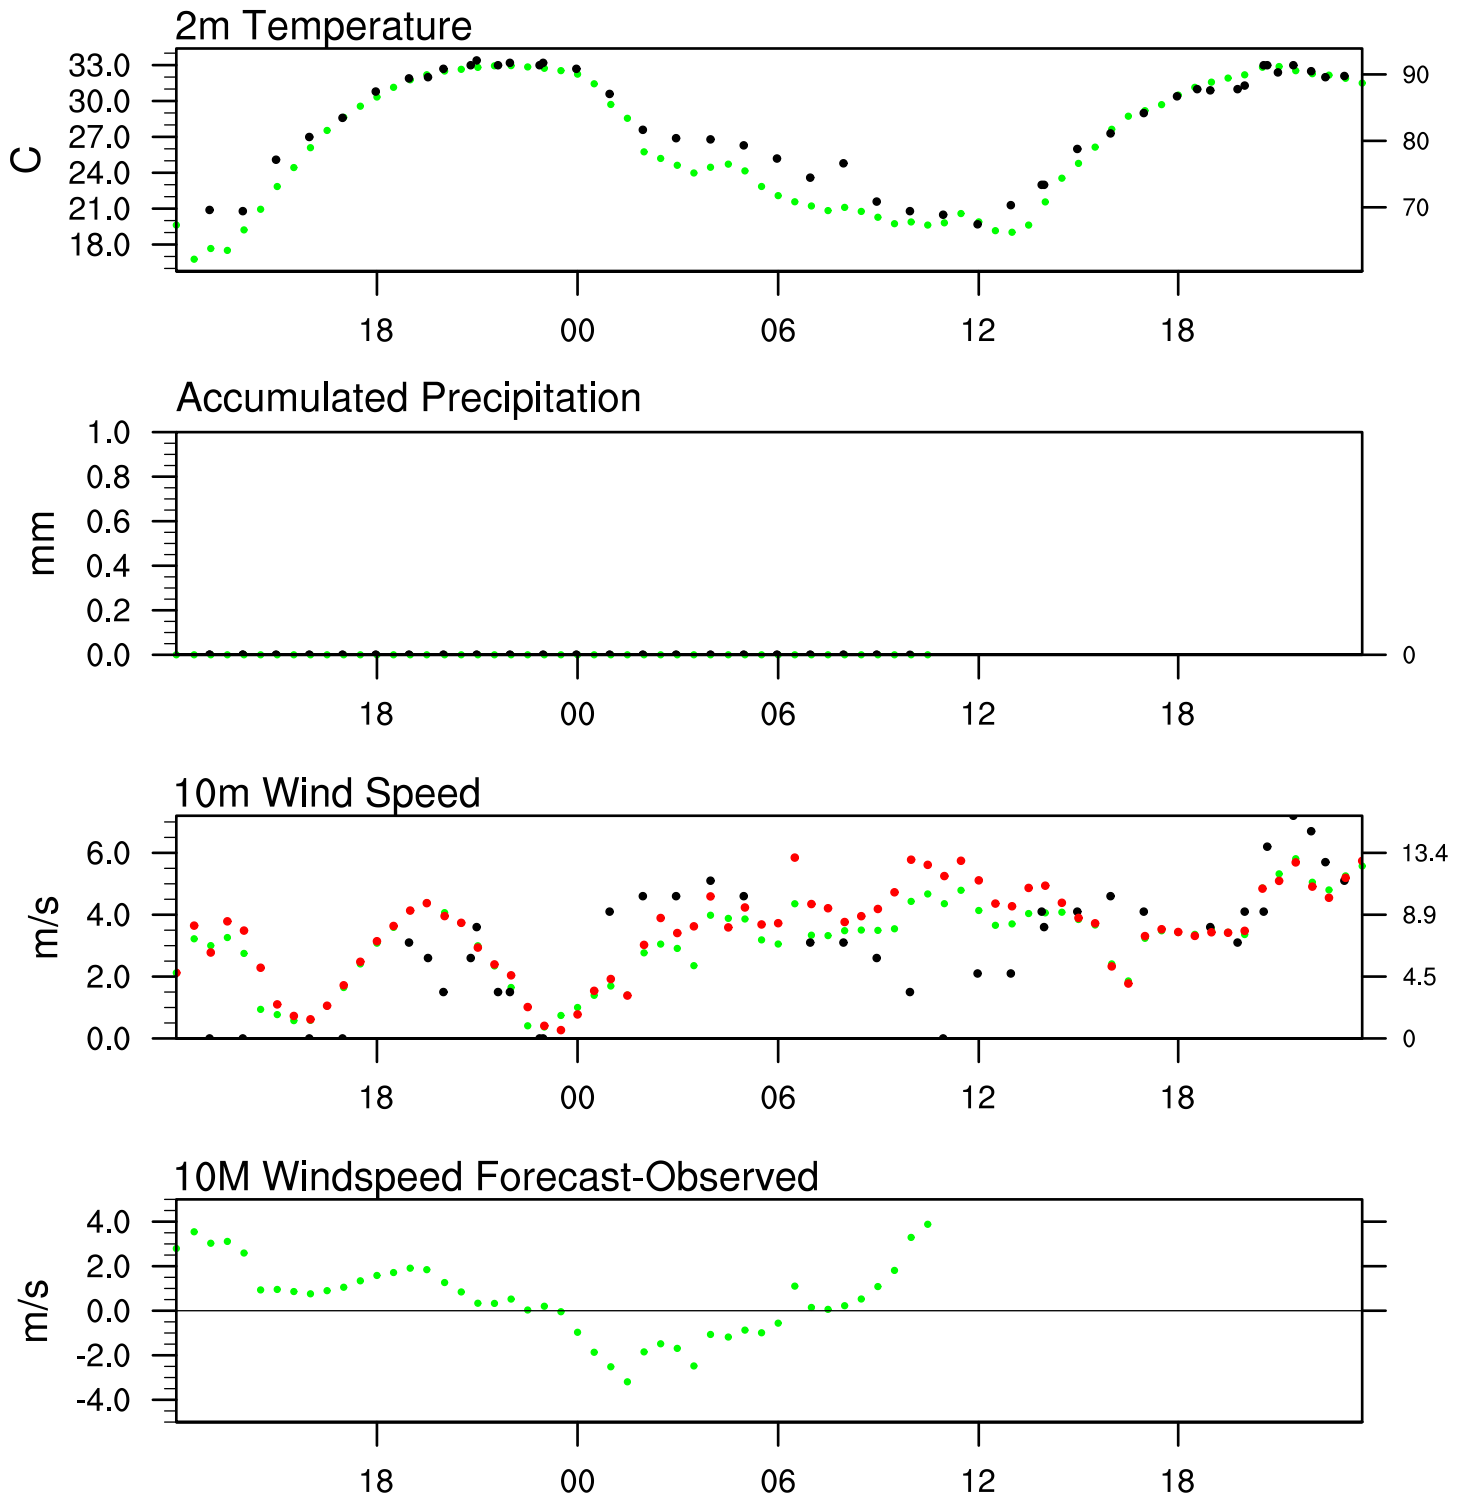 2m Temperature
33.0
30.0
27.0
24.0
21.0
18.0
C
90
80
70
18 00 06 12 18
Accumulated Precipitation
1.0
0.8
0.6
0.4
0.2
0.0
mm
0
18 00 06 12 18
10m Wind Speed
6.0
4.0
2.0
0.0
m/s
13.4
8.9
4.5
0
18 00 06 12 18
10M Windspeed Forecast-Observed
4.0
2.0
0.0
-2.0
-4.0
m/s
18 00 06 12 18